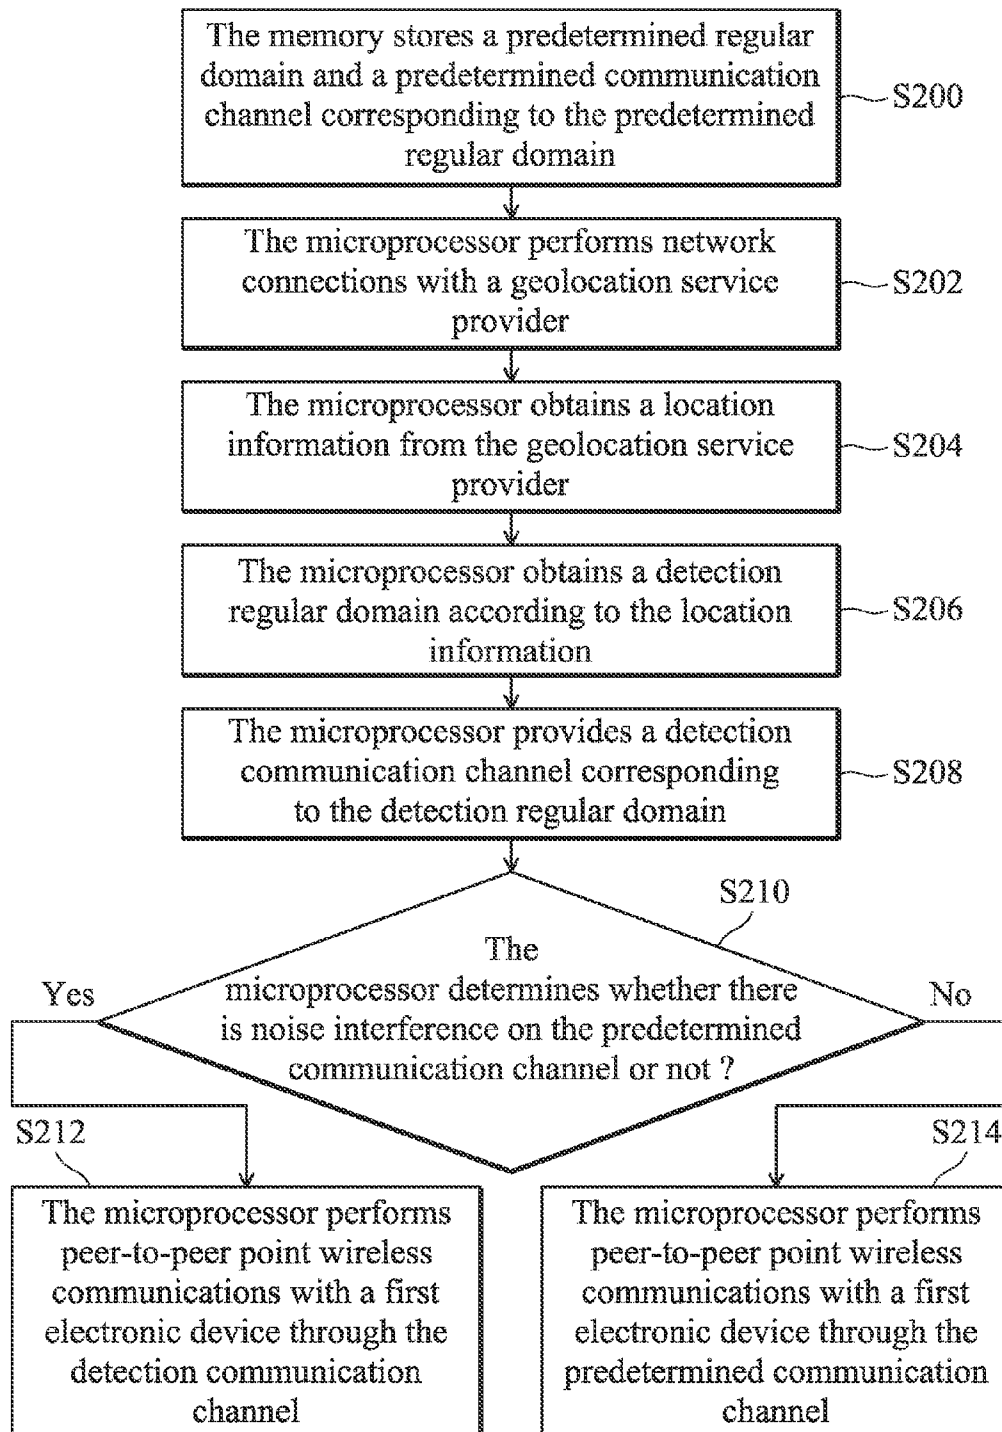 The memory stores a predetermined regular
domain and a predetermined communication
channel corresponding to the predetermined
regular domain
S200
The microprocessor performs network
connections with a geolocation service
provider
S202
The microprocessor obtains a location
information from the geolocation service
provider
S204
The microprocessor obtains a detection
regular domain according to the location
information
S206
The microprocessor provides a detection
communication channel corresponding
to the detection regular domain
S208
S210
The
microprocessor determines whether there
is noise interference on the predetermined
communication channel or not ?
Yes
No
S212
The microprocessor performs
peer-to-peer point wireless
communications with a first
electronic device through the
detection communication
channel
S214
The microprocessor performs
peer-to-peer point wireless
communications with a first
electronic device through the
predetermined communication
channel